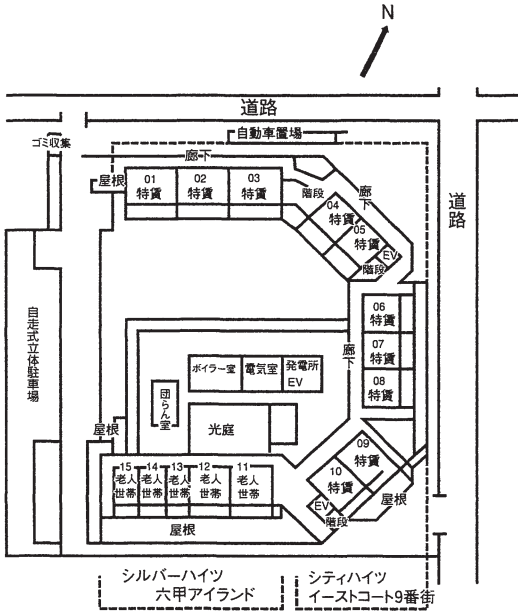 N
道路
自動車置場
ゴミ収集
廊下
屋根
01
特賃
02
特賃
03
特賃
階段
廊下
04
特賃
05
特賃
EV
階段
道路
06
特賃
07
特賃
08
特賃
廊下
自走式立体駐車場
ボイラー室
電気室
発電所
EV
団らん室
光庭
屋根
09
特賃
10
特賃
EV
階段
屋根
15
老人
世帯
14
老人
世帯
13
老人
世帯
12
老人
世帯
11
老人
世帯
屋根
シルバーハイツ
六甲アイランド
シティハイツ
イーストコート9番街